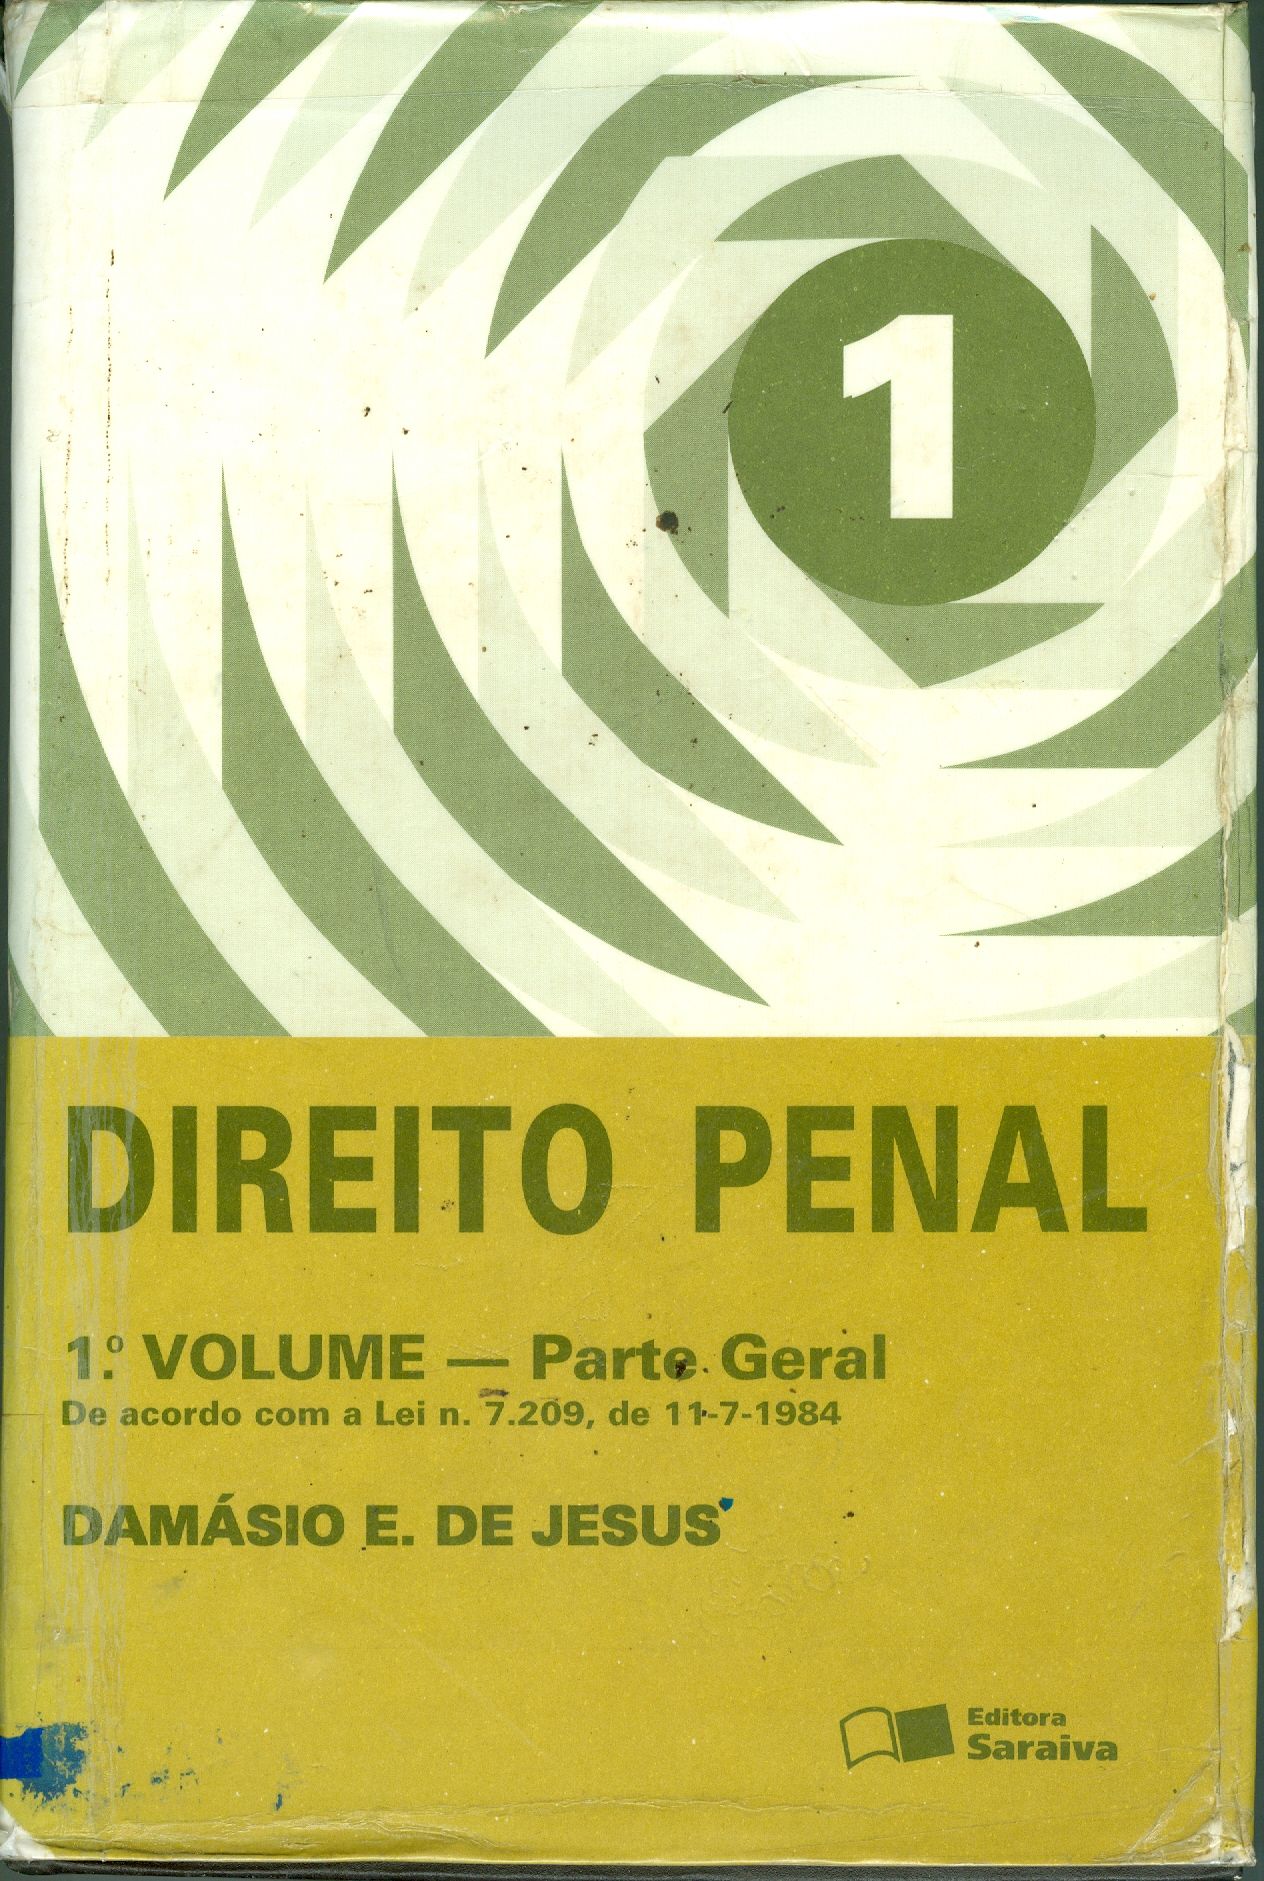 1
DIREITO PENAL
1.º VOLUME — Parte Geral
De acordo com a Lei n. 7.209, de 11-7-1984
DAMÁSIO E. DE JESUS
Editora
Saraiva